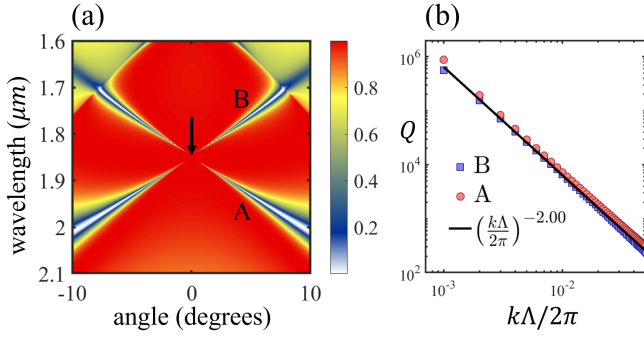 (a)
wavelength (μm)
1.6
1.7
1.8
1.9
2
2.1
-10
0
10
angle (degrees)
B
A
0.8
0.6
0.4
0.2
(b)
Q
10^6
10^4
10^2
B
A
(kΛ/2π)^-2.00
10^-3
10^-2
kΛ/2π